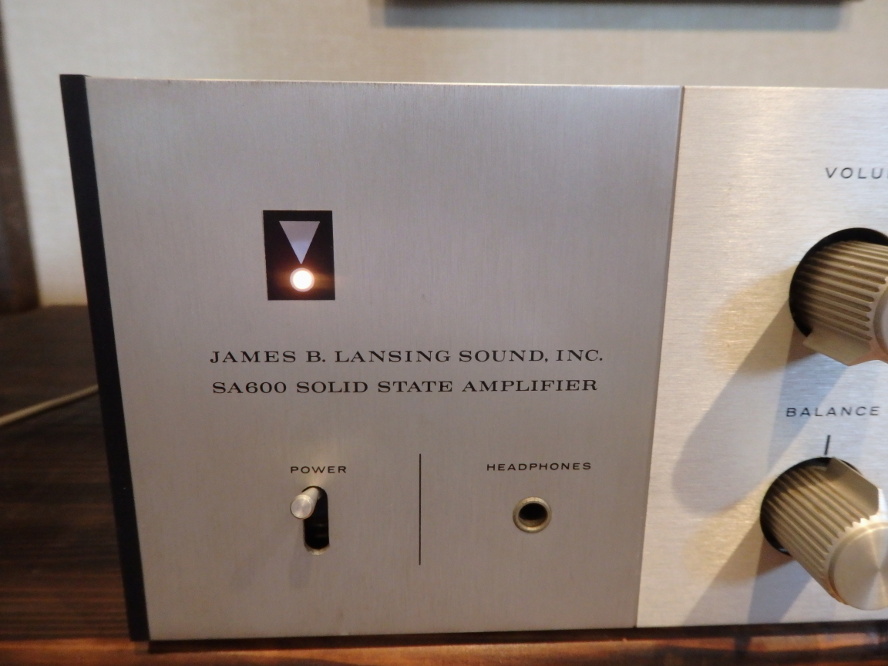 VOLU
JAMES B. LANSING SOUND, INC.
SA600 SOLID STATE AMPLIFIER
BALANCE
POWER
HEADPHONES